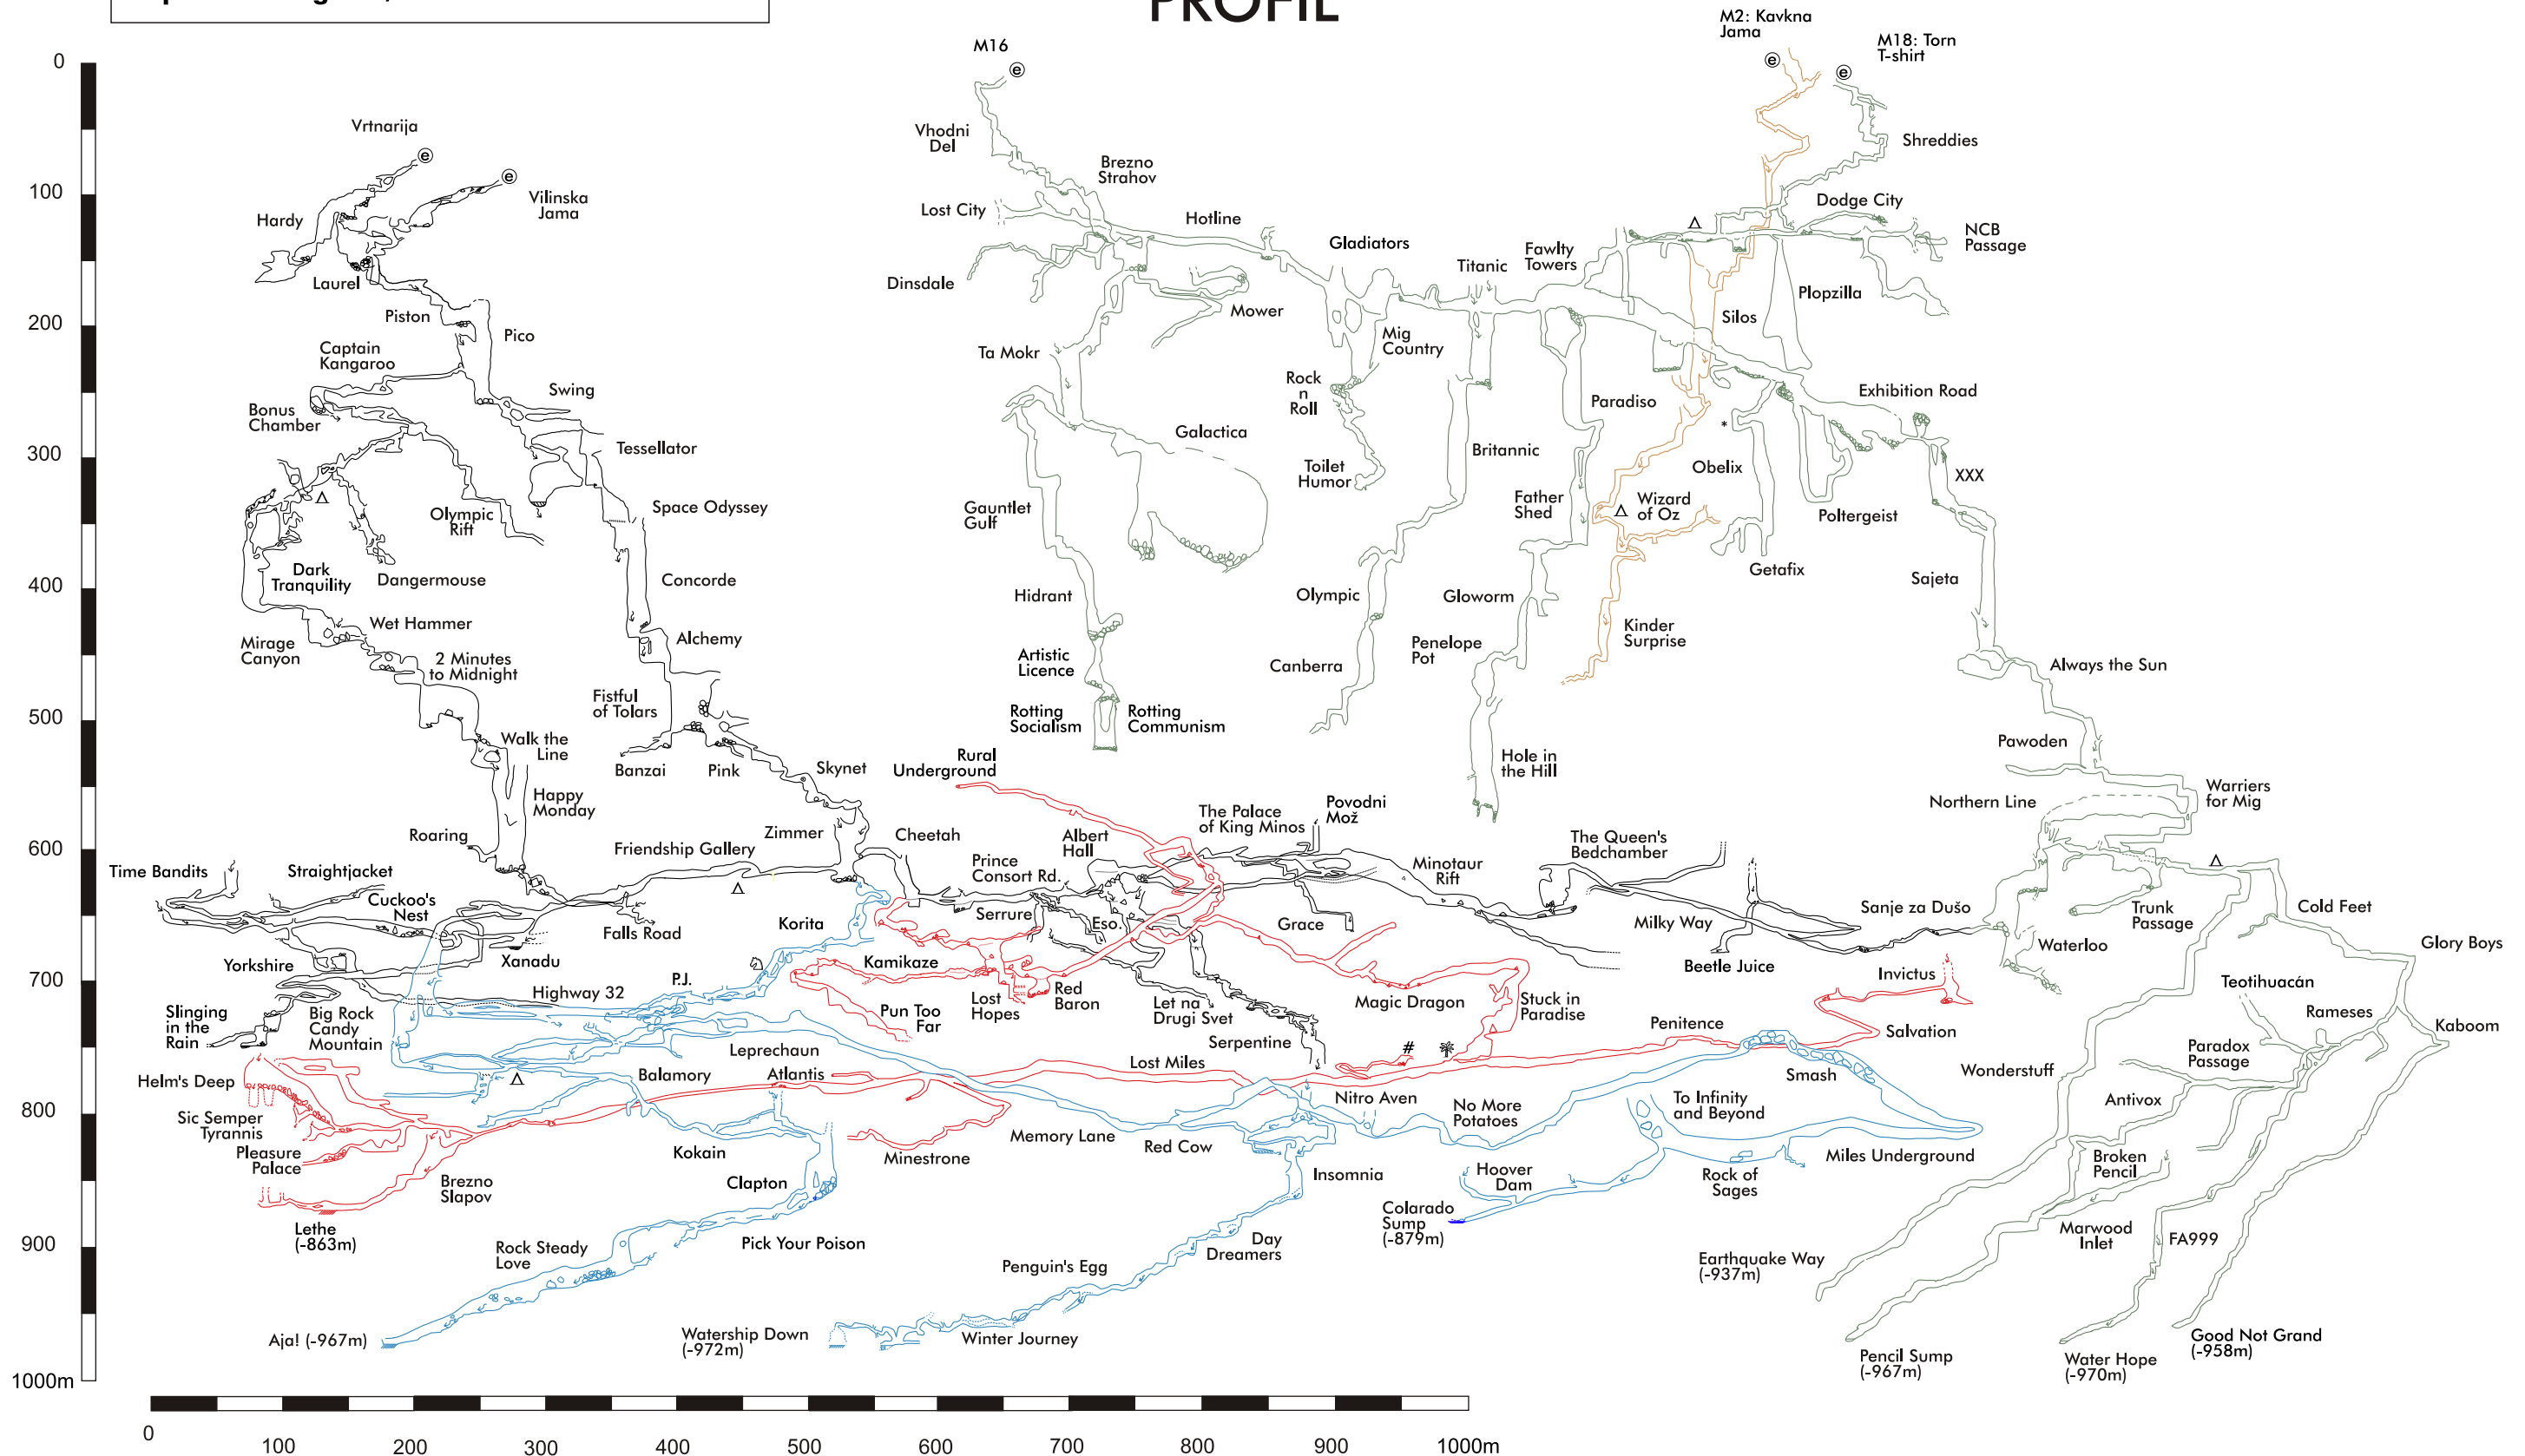 PROFIL
M2: Kavkna
Jama
M16
M18: Torn
T-shirt
0
Vrtnarija
Vhodni
Del
Shreddies
Brezno
Strahov
100
Vilinska
Jama
Hardy
Lost City
Hotline
Dodge City
NCB
Passage
Gladiators
Fawlty
Towers
Titanic
Laurel
Dinsdale
Plopzilla
Piston
Mower
Silos
200
Pico
Mig
Country
Captain
Kangaroo
Ta Mokr
Swing
Rock
n
Roll
Exhibition Road
Bonus
Chamber
Paradiso
Galactica
300
Tessellator
Britannic
Toilet
Humor
Obelix
XXX
Space Odyssey
Gauntlet
Gulf
Olympic
Rift
Father
Shed
Wizard
of Oz
Poltergeist
*
Dark
Tranquility
Dangermouse
Concorde
Getafix
Sajeta
400
Hidrant
Olympic
Gloworm
Wet Hammer
Kinder
Surprise
Mirage
Canyon
Alchemy
Penelope
Pot
2 Minutes
to Midnight
Artistic
Licence
Canberra
Always the Sun
Fistful
of Tolars
500
Rotting
Socialism
Rotting
Communism
Walk the
Line
Pawoden
Banzai
Pink
Skynet
Rural
Underground
Hole in
the Hill
Happy
Monday
Northern Line
Warriers
for Mig
The Palace
of King Minos
Povodni
Mož
Roaring
Zimmer
Cheetah
Albert
Hall
The Queen's
Bedchamber
600
Friendship Gallery
Time Bandits
Straightjacket
Prince
Consort Rd.
Minotaur
Rift
Cuckoo's
Nest
Serrure
Eso.
Grace
Milky Way
Sanje za Dušo
Trunk
Passage
Cold Feet
Falls Road
Korita
Waterloo
Glory Boys
Yorkshire
Xanadu
Kamikaze
Beetle Juice
Invictus
700
P.J.
Highway 32
Lost
Hopes
Red
Baron
Let na
Drugi Svet
Magic Dragon
Stuck in
Paradise
Teotihuacán
Slinging
in the
Rain
Big Rock
Candy
Mountain
Pun Too
Far
Penitence
Salvation
Rameses
Kaboom
Serpentine
#
Leprechaun
Lost Miles
Paradox
Passage
Helm's Deep
Balamory
Atlantis
Smash
Wonderstuff
Nitro Aven
To Infinity
and Beyond
Antivox
800
Sic Semper
Tyrannis
No More
Potatoes
Memory Lane
Red Cow
Pleasure
Palace
Kokain
Minestrone
Miles Underground
Broken
Pencil
Brezno
Slapov
Clapton
Insomnia
Hoover
Dam
Rock of
Sages
Lethe
(-863m)
Colarado
Sump
(-879m)
900
Rock Steady
Love
Pick Your Poison
Day
Dreamers
Marwood
Inlet
FA999
Penguin's Egg
Earthquake Way
(-937m)
Aja! (-967m)
Watership Down
(-972m)
Winter Journey
Good Not Grand
(-958m)
Pencil Sump
(-967m)
Water Hope
(-970m)
1000m
0
100
200
300
400
500
600
700
800
900
1000m